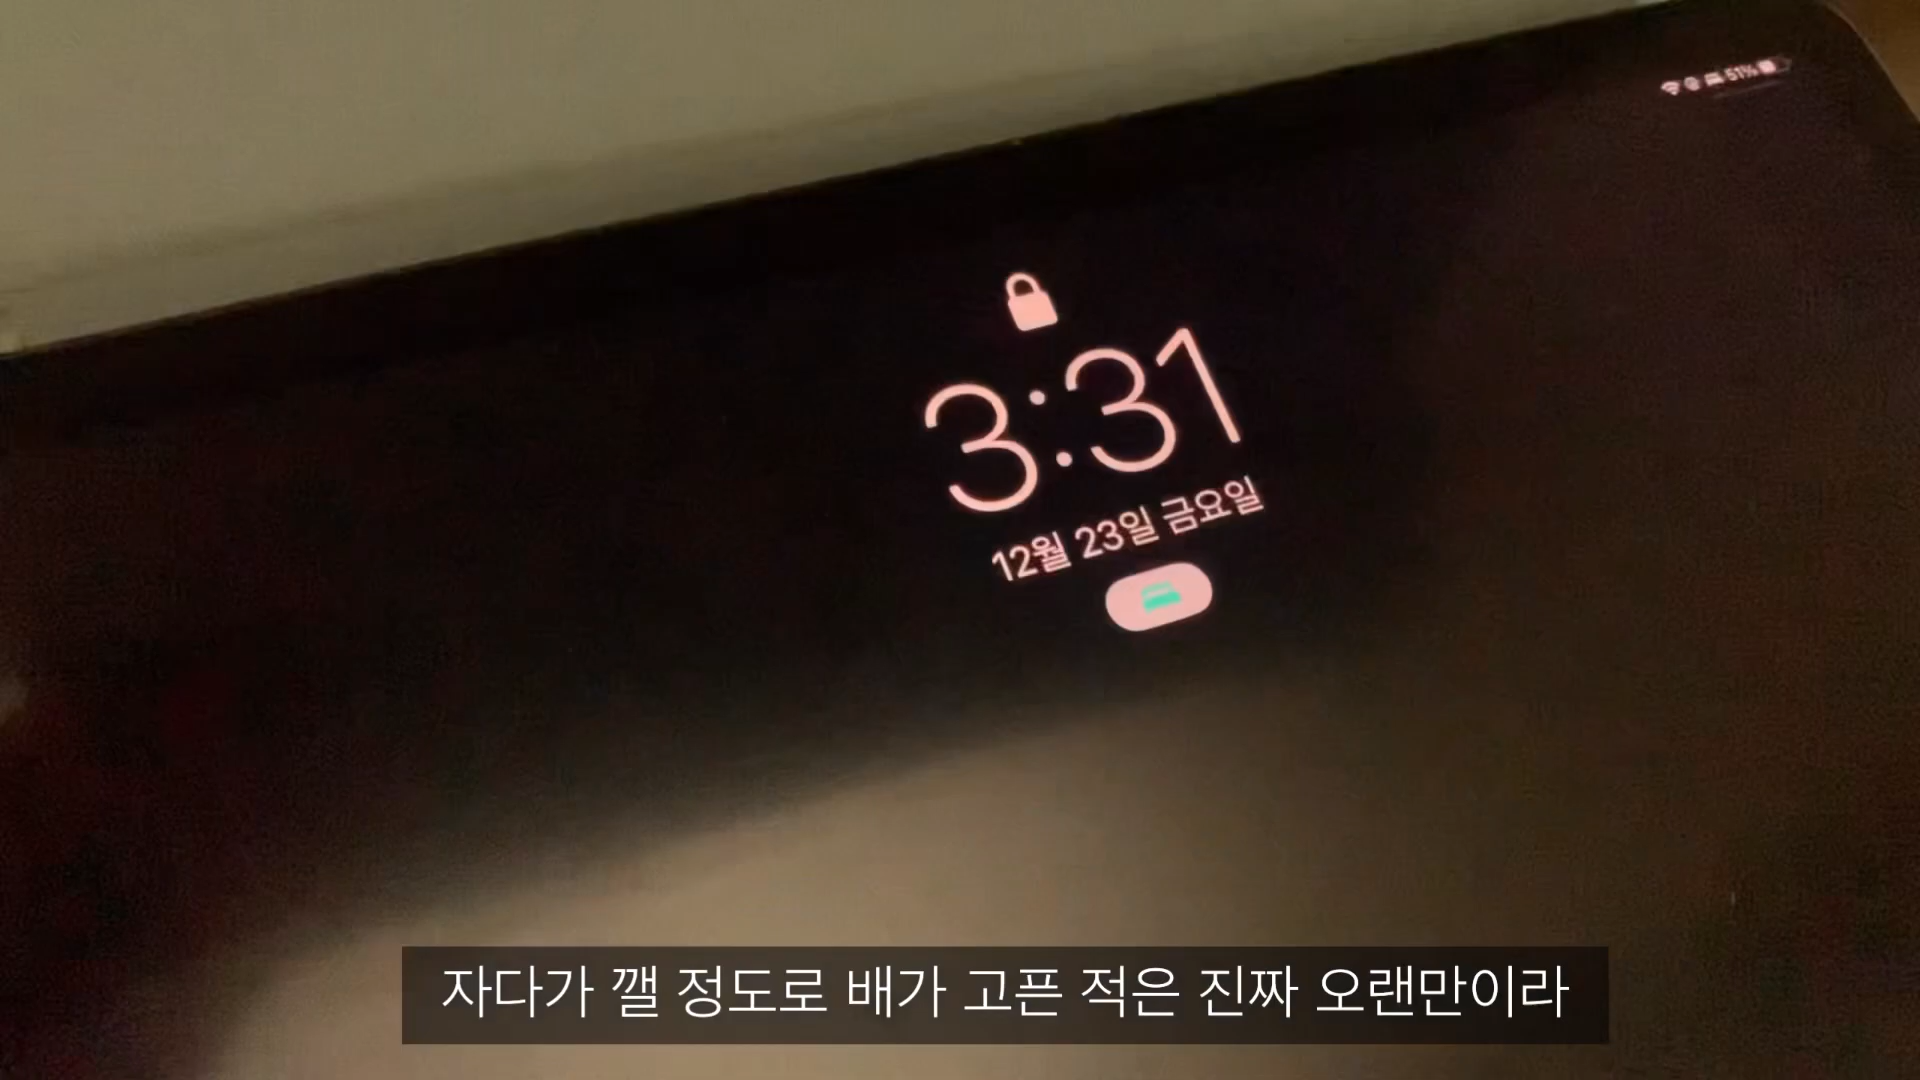 51%
3:31
12월 23일 금요일
자다가 깰 정도로 배가 고픈 적은 진짜 오랜만이라